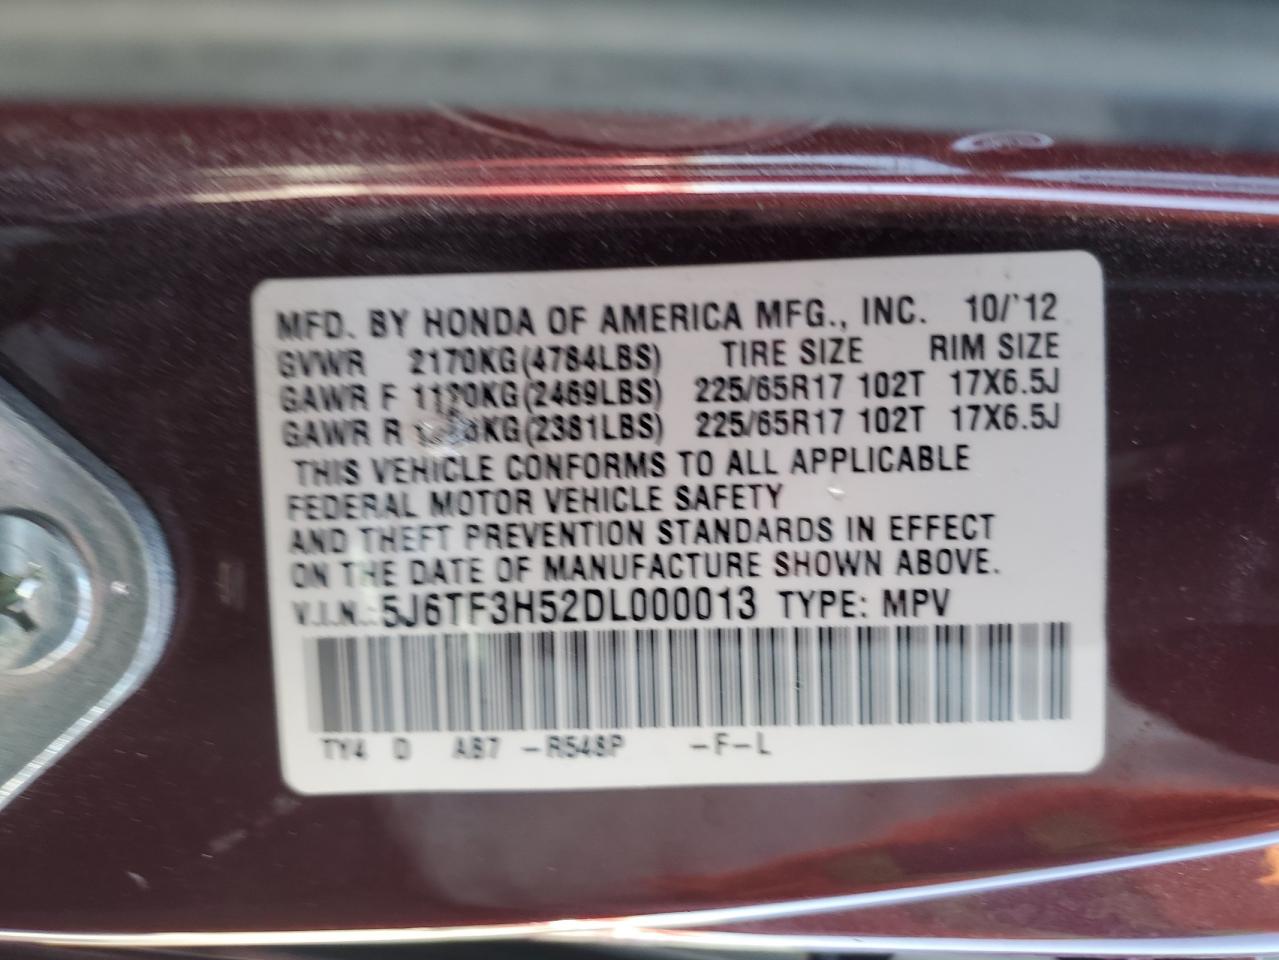 MFD. BY HONDA OF AMERICA MFG., INC. 10/'12
GVWR 2170KG(4784LBS) TIRE SIZE RIM SIZE
GAWR F 1120KG(2469LBS) 225/65R17 102T 17X6.5J
GAWR R (2381LBS) 225/65R17 102T 17X6.5J
THIS VEHICLE CONFORMS TO ALL APPLICABLE
FEDERAL MOTOR VEHICLE SAFETY
AND THEFT PREVENTION STANDARDS IN EFFECT
ON THE DATE OF MANUFACTURE SHOWN ABOVE.
V.I.N.: 5J6TF3H52DL000013 TYPE: MPV
TY4 D AB7 -R548P -F-L